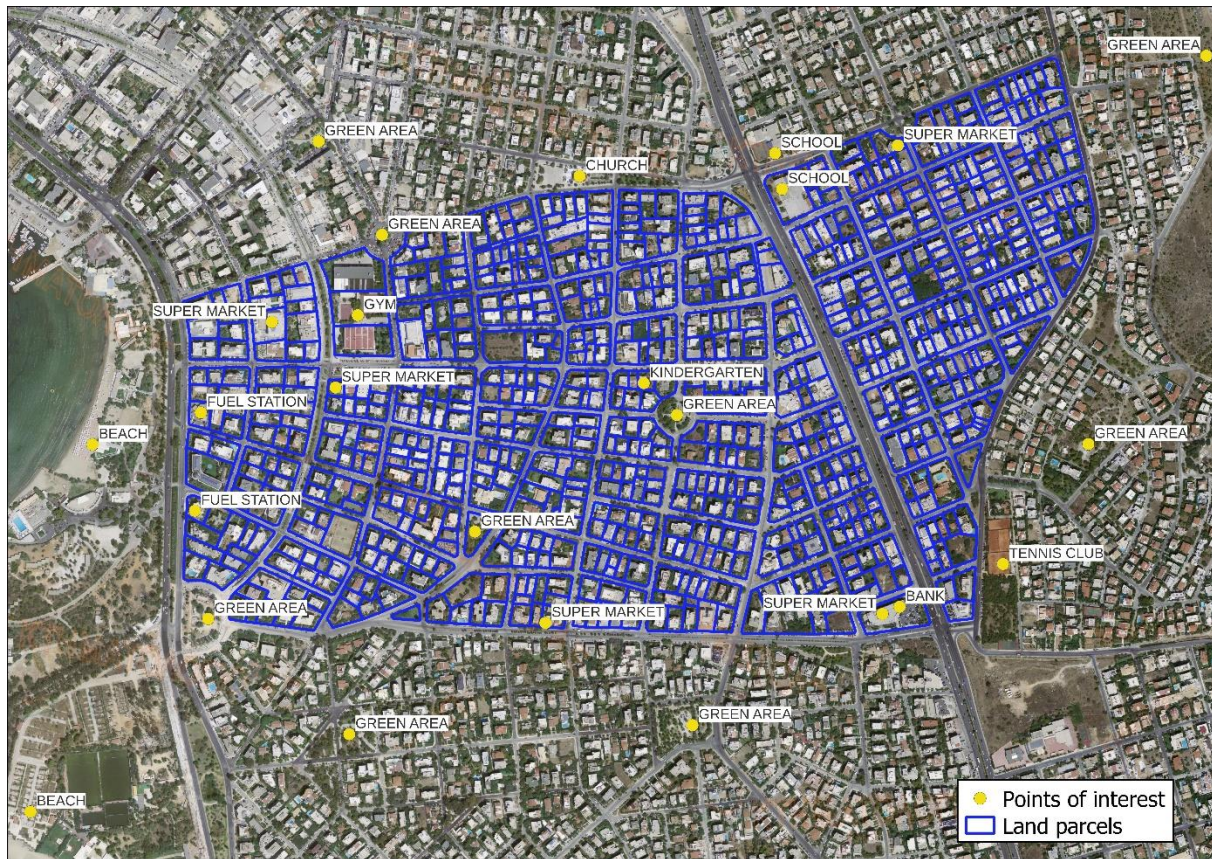 GREEN AREA
GREEN AREA
SCHOOL
SUPER MARKET
CHURCH
SCHOOL
GREEN AREA
SUPER MARKET
GYM
SUPER MARKET
KINDERGARTEN
FUEL STATION
GREEN AREA
BEACH
GREEN AREA
FUEL STATION
GREEN AREA
TENNIS CLUB
GREEN AREA
SUPER MARKET
SUPER MARKET
BANK
GREEN AREA
GREEN AREA
BEACH
Points of interest
Land parcels